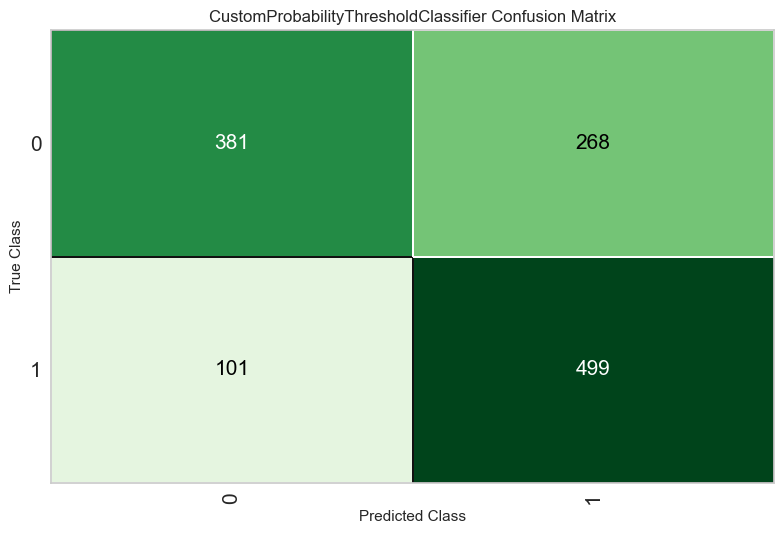 CustomProbabilityThresholdClassifier Confusion Matrix
True Class
0
381
268
1
101
499
0
1
Predicted Class